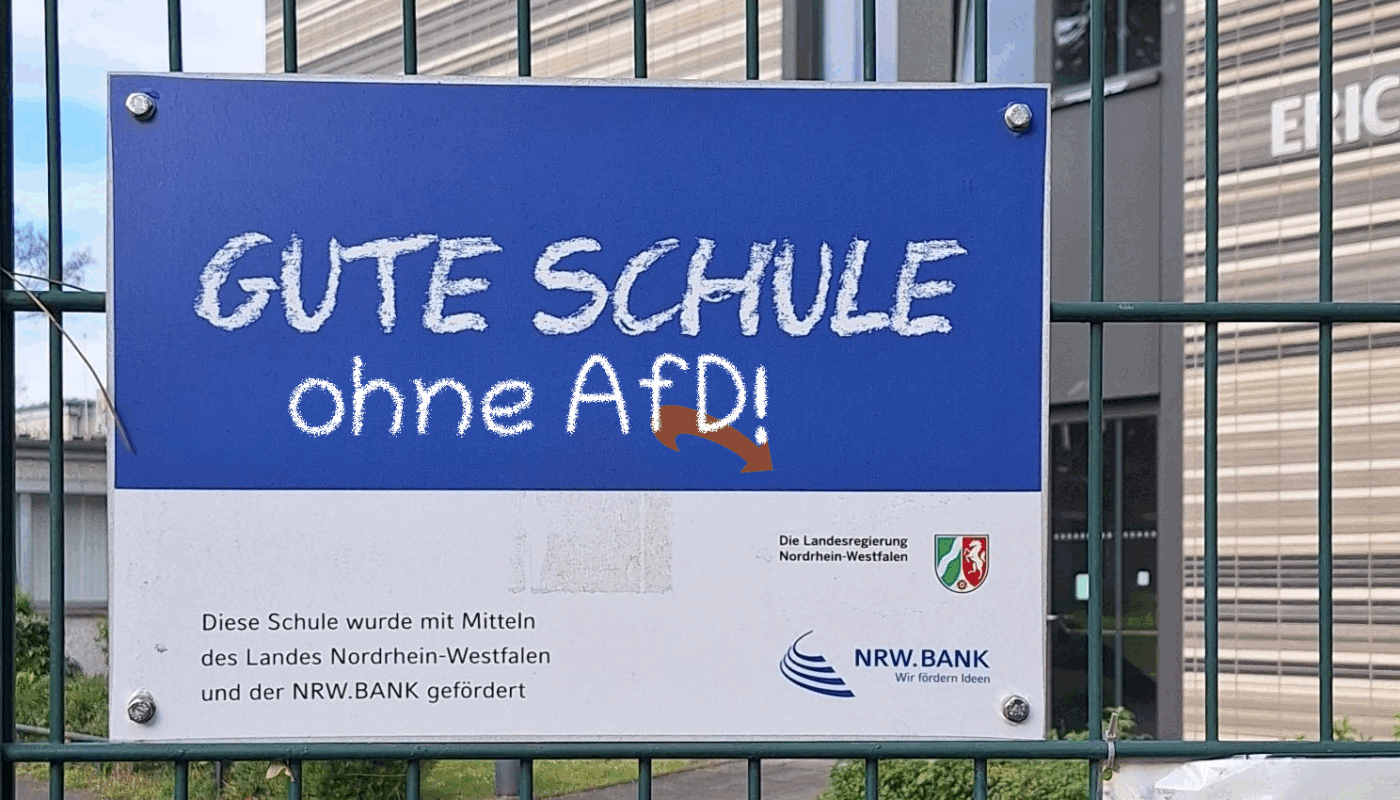 GUTE SCHULE
ohne AfD!
Die Landesregierung
Nordrhein-Westfalen
Diese Schule wurde mit Mitteln
des Landes Nordrhein-Westfalen
und der NRW.BANK gefördert
NRW.BANK
Wir fördern Ideen
ERIC